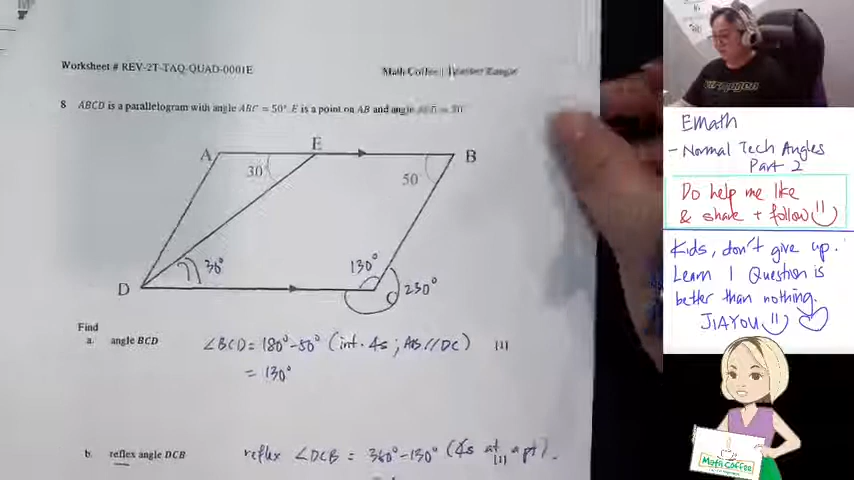 Worksheet # REV-2T-TAQ-QUAD-0001E
Math Coffee
8 ABCD is a parallelogram with angle ABC = 50°. E is a point on AB and angle
A E B
30 50
36° 130° 230°
D
Find
a. angle BCD ∠BCD = 180° - 50° (int. ∠s ; AB // DC) [1]
= 130°
b. reflex angle DCB reflex ∠DCB = 360° - 130° (∠s at a pt).
[1]
EMath
- Normal Tech Angles
Part 2
Do help me like
& share + follow
Kids, don't give up.
Learn 1 Question is
better than nothing.
JIAYOU
Math Coffee